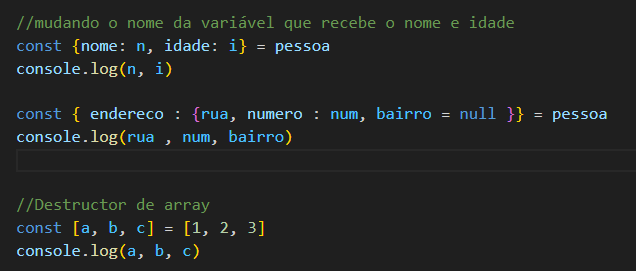 //mudando o nome da variável que recebe o nome e idade
const {nome: n, idade: i} = pessoa
console.log(n, i)
const { endereco : {rua, numero : num, bairro = null }} = pessoa
console.log(rua , num, bairro)
//Destructor de array
const [a, b, c] = [1, 2, 3]
console.log(a, b, c)